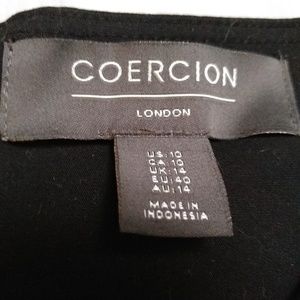 COERCION
LONDON
US:10
CA:10
UK:14
EU:40
AU:14
MADE IN
INDONESIA